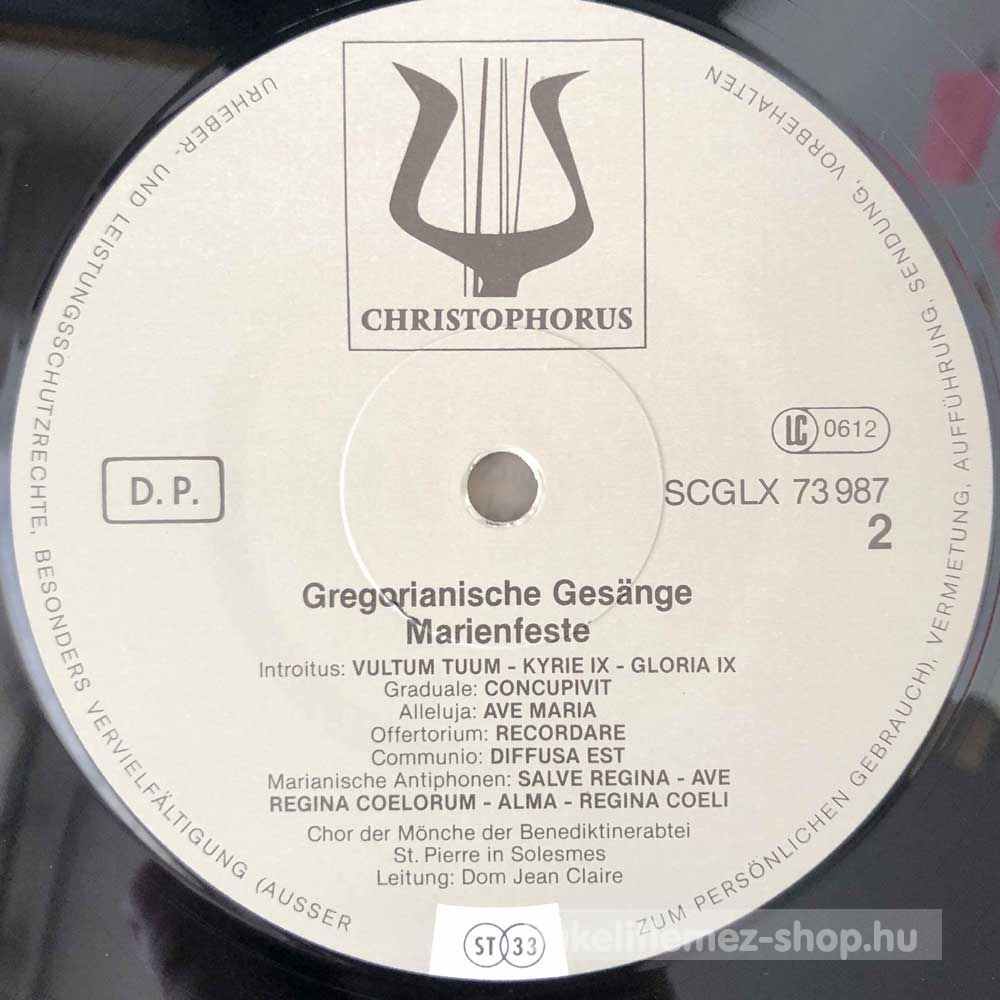 CHRISTOPHORUS
LC 0612
D. P.
SCGLX 73 987
2
Gregorianische Gesänge
Marienfeste
Introitus: VULTUM TUUM - KYRIE IX - GLORIA IX
Graduale: CONCUPIVIT
Alleluja: AVE MARIA
Offertorium: RECORDARE
Communio: DIFFUSA EST
Marianische Antiphonen: SALVE REGINA - AVE
REGINA COELORUM - ALMA - REGINA COELI
Chor der Mönche der Benediktinerabtei
St. Pierre in Solesmes
Leitung: Dom Jean Claire
ST 33
URHEBER- UND LEISTUNGSSCHUTZRECHTE, BESONDERS VERVIELFÄLTIGUNG (AUSSER ZUM PERSÖNLICHEN GEBRAUCH), VERMIETUNG, AUFFÜHRUNG, SENDUNG, VORBEHALTEN